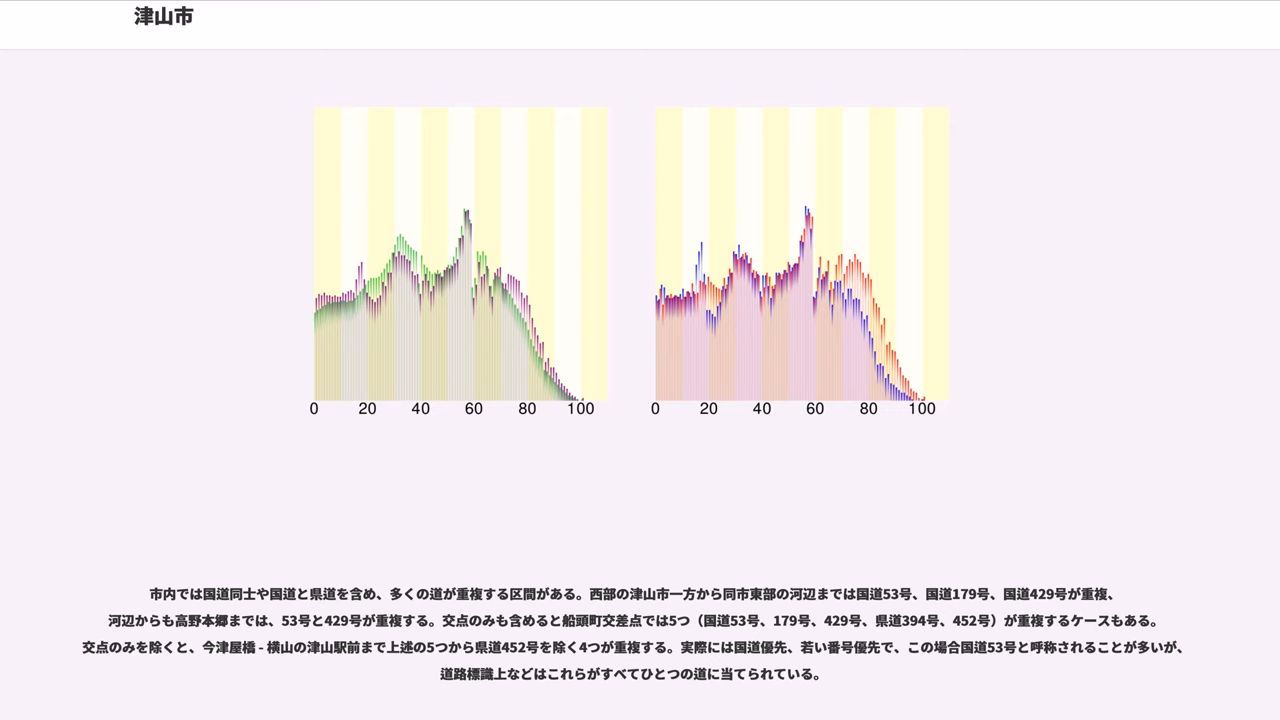 津山市
0 20 40 60 80 100
0 20 40 60 80 100
市内では国道同士や国道と県道を含め、多くの道が重複する区間がある。西部の津山市一方から同市東部の河辺までは国道53号、国道179号、国道429号が重複、
河辺からも高野本郷までは、53号と429号が重複する。交点のみも含めると船頭町交差点では5つ（国道53号、179号、429号、県道394号、452号）が重複するケースもある。
交点のみを除くと、今津屋橋 - 横山の津山駅前まで上述の5つから県道452号を除く4つが重複する。実際には国道優先、若い番号優先で、この場合国道53号と呼称されることが多いが、
道路標識上などはこれらがすべてひとつの道に当てられている。